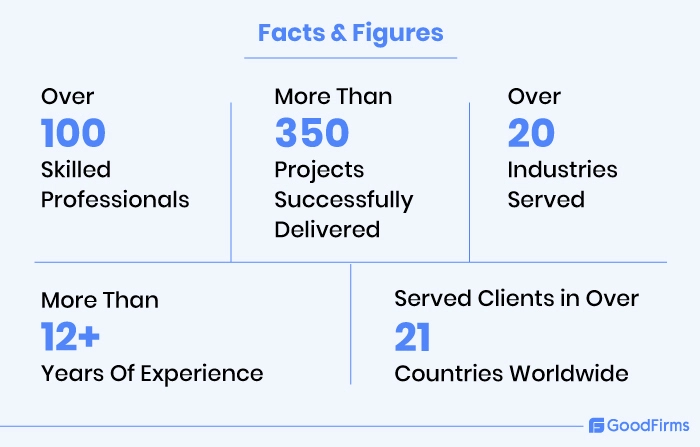 Facts & Figures
Over
100
Skilled
Professionals
More Than
350
Projects
Successfully
Delivered
Over
20
Industries
Served
More Than
12+
Years Of Experience
Served Clients in Over
21
Countries Worldwide
GoodFirms